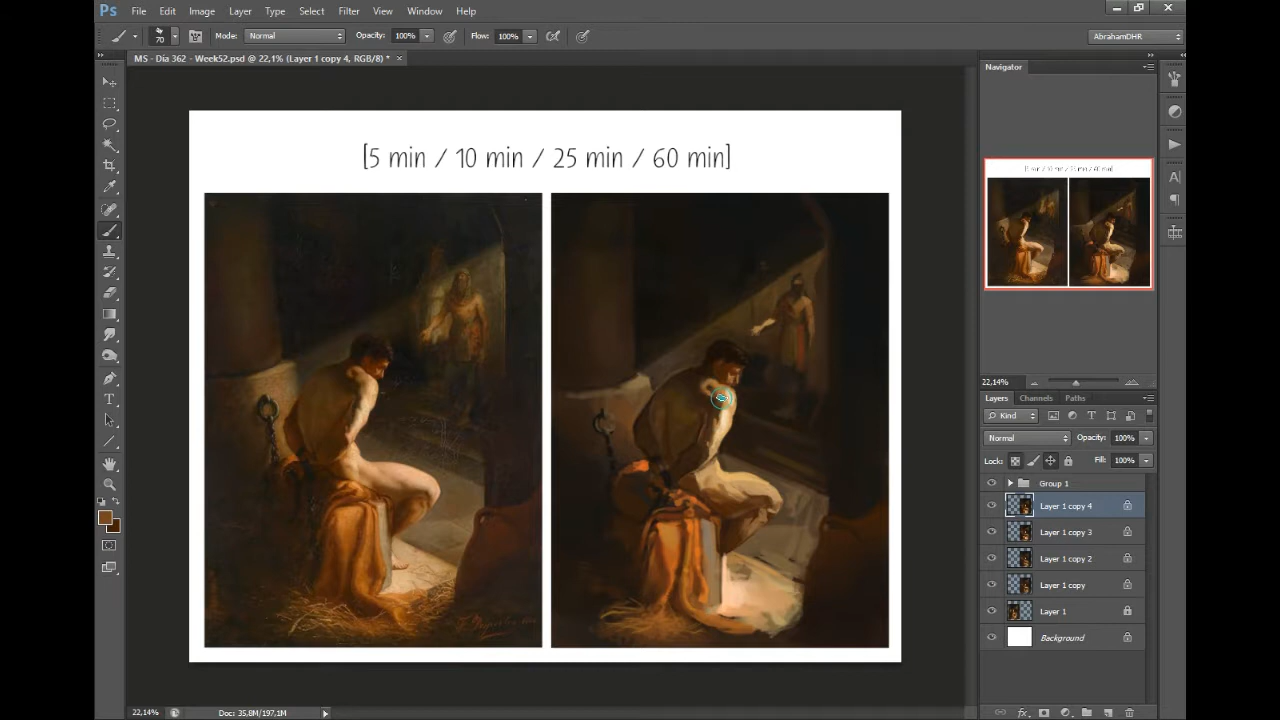 Ps File Edit Image Layer Type Select Filter View Window Help
70 Mode: Normal Opacity: 100% Flow: 100% AbrahamDHR
MS - Dia 362 - Week52.psd @ 22,1% (Layer 1 copy 4, RGB/8) * ×
Navigator
[5 min / 10 min / 25 min / 60 min]
22,14%
Layers Channels Paths
Kind
Normal Opacity: 100%
Lock: Fill: 100%
Group 1
Layer 1 copy 4
Layer 1 copy 3
Layer 1 copy 2
Layer 1 copy
Layer 1
Background
22,14% Doc: 35,8M/197,1M